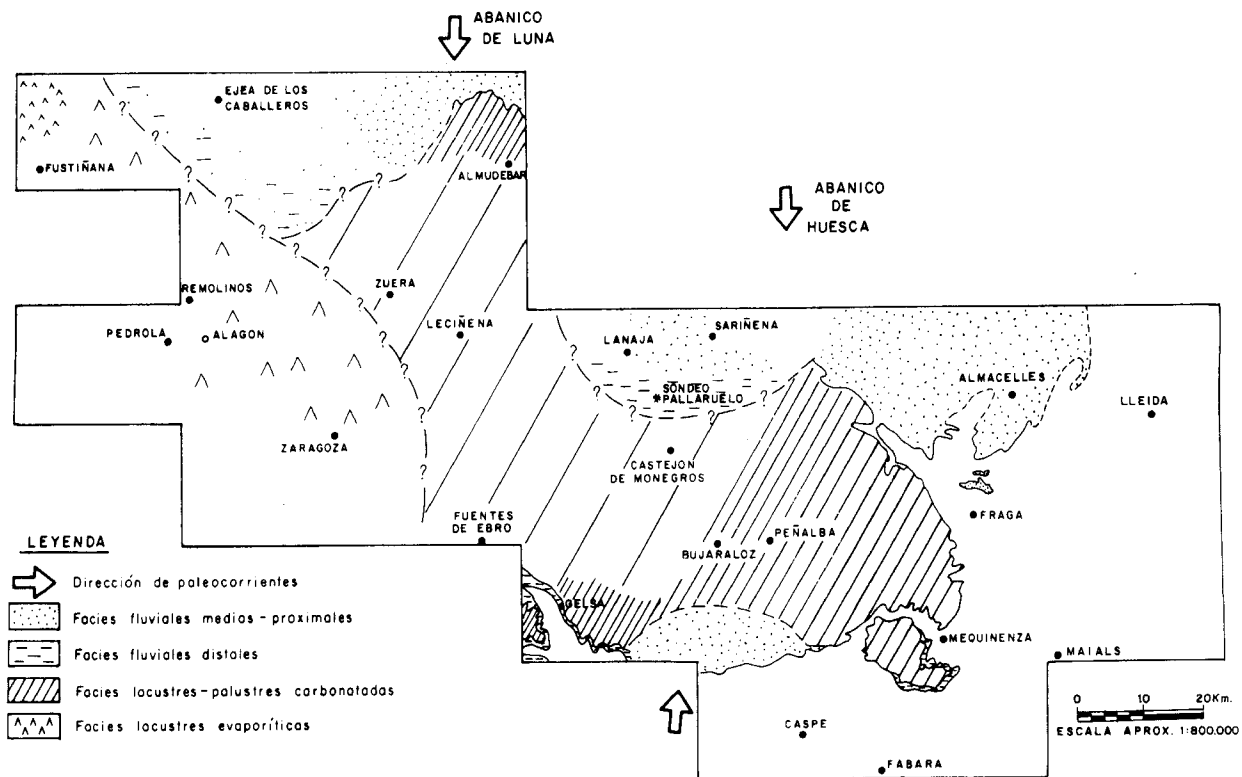 ABANICO
DE LUNA
EJEA DE LOS
CABALLEROS
FUSTIÑANA
ALMUDEBAR
ABANICO
DE
HUESCA
REMOLINOS
ZUERA
PEDROLA
ALAGON
LECIÑENA
LANAJA
SARIÑENA
SONDEO
*PALLARUELO
ALMACELLES
LLEIDA
ZARAGOZA
CASTEJON
DE MONEGROS
FUENTES
DE EBRO
BUJARALOZ
PEÑALBA
FRAGA
GELSA
MEQUINENZA
MAIALS
CASPE
FABARA
LEYENDA
Dirección de paleocorrientes
Facies fluviales medias-proximales
Facies fluviales distales
Facies lacustres-palustres carbonatadas
Facies lacustres evaporíticas
0 10 20Km.
ESCALA APROX. 1:800.000
? ? ? ? ? ? ? ? ? ? ? ? ? ? ? ? ? ? ?